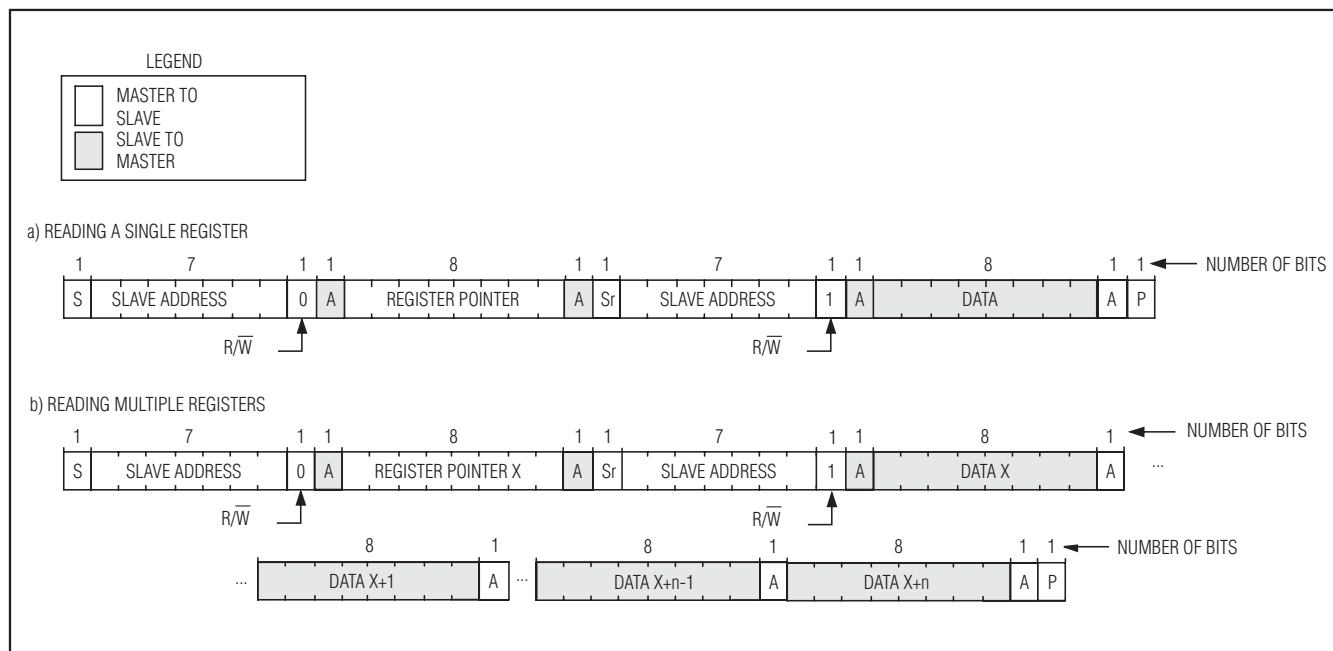 LEGEND
MASTER TO
SLAVE
SLAVE TO
MASTER
a) READING A SINGLE REGISTER
1 7 1 1 8 1 1 7 1 1 8 1 1 NUMBER OF BITS
S SLAVE ADDRESS 0 A REGISTER POINTER A Sr SLAVE ADDRESS 1 A DATA A P
R/W̅ R/W̅
b) READING MULTIPLE REGISTERS
1 7 1 1 8 1 1 7 1 1 8 1 NUMBER OF BITS
S SLAVE ADDRESS 0 A REGISTER POINTER X A Sr SLAVE ADDRESS 1 A DATA X A ...
R/W̅ R/W̅
8 1 8 1 8 1 1 NUMBER OF BITS
... DATA X+1 A ... DATA X+n-1 A DATA X+n A P